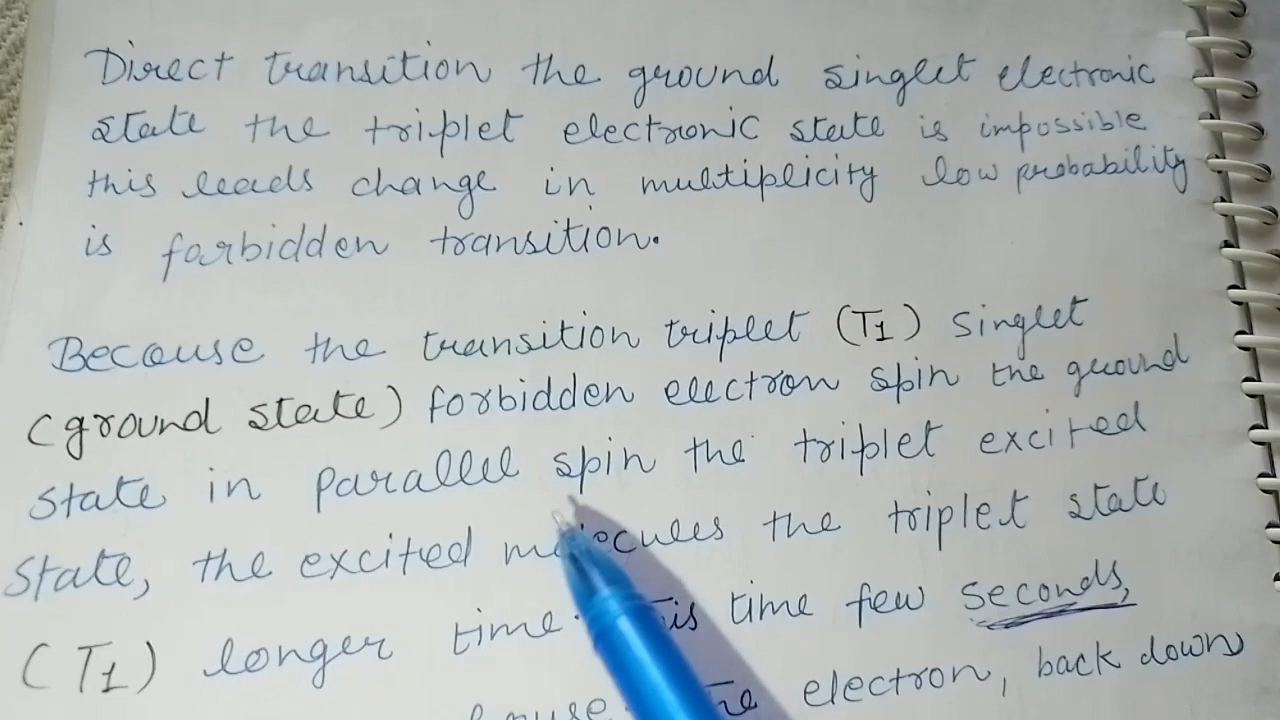 Direct transition the ground singlet electronic
state the triplet electronic state is impossible
this leads change in multiplicity low probability
is forbidden transition.
Because the transition triplet (T1) singlet
(ground state) forbidden electron spin the ground
state in parallel spin the triplet excited
state, the excited molecules the triplet state
(T1) longer time. time few seconds,
electron, back down